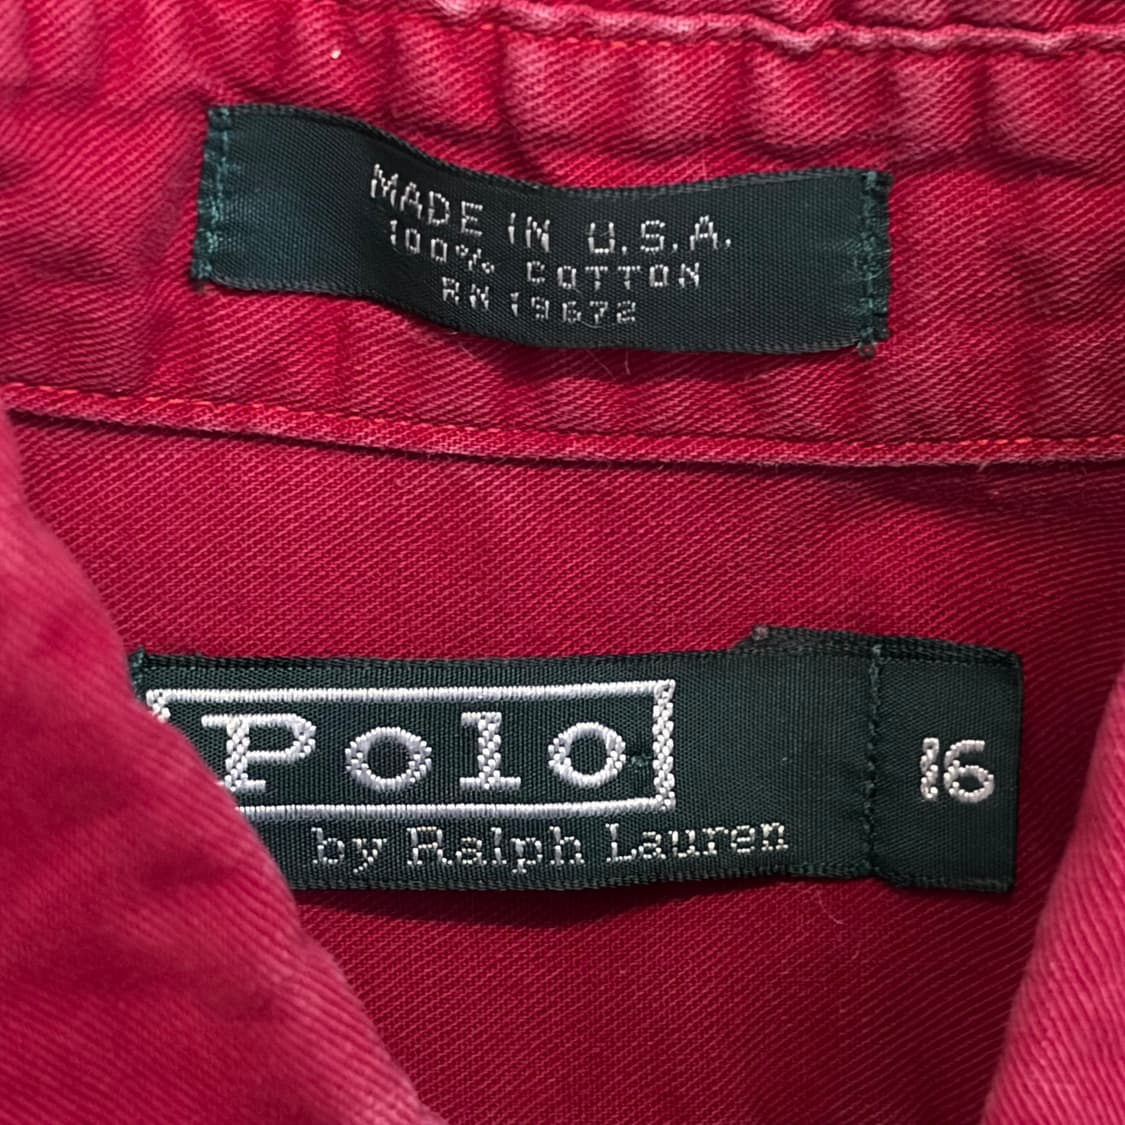 MADE IN U.S.A.
100% COTTON
RN 19672
Polo
by Ralph Lauren
16